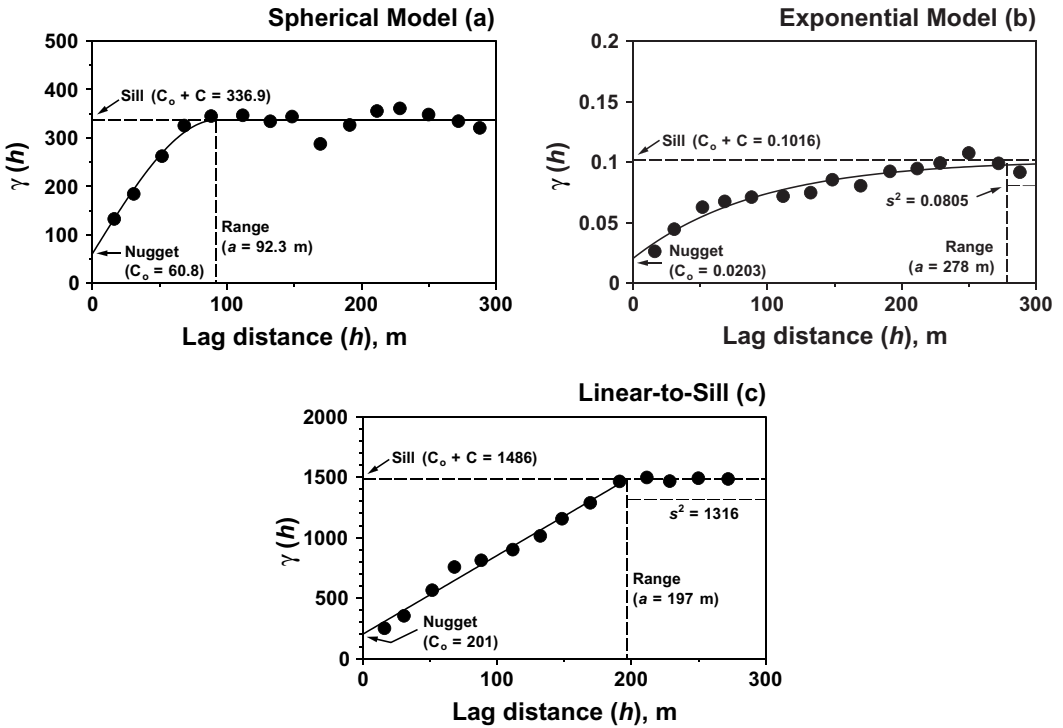 Spherical Model (a)
500
400
300
200
100
0
γ (h)
Sill (Cₒ + C = 336.9)
Range
(a = 92.3 m)
Nugget
(Cₒ = 60.8)
0 100 200 300
Lag distance (h), m
Exponential Model (b)
0.2
0.15
0.1
0.05
0
γ (h)
Sill (Cₒ + C = 0.1016)
s² = 0.0805
Nugget
(Cₒ = 0.0203)
Range
(a = 278 m)
0 100 200 300
Lag distance (h), m
Linear-to-Sill (c)
2000
1500
1000
500
0
γ (h)
Sill (Cₒ + C = 1486)
s² = 1316
Range
(a = 197 m)
Nugget
(Cₒ = 201)
0 100 200 300
Lag distance (h), m